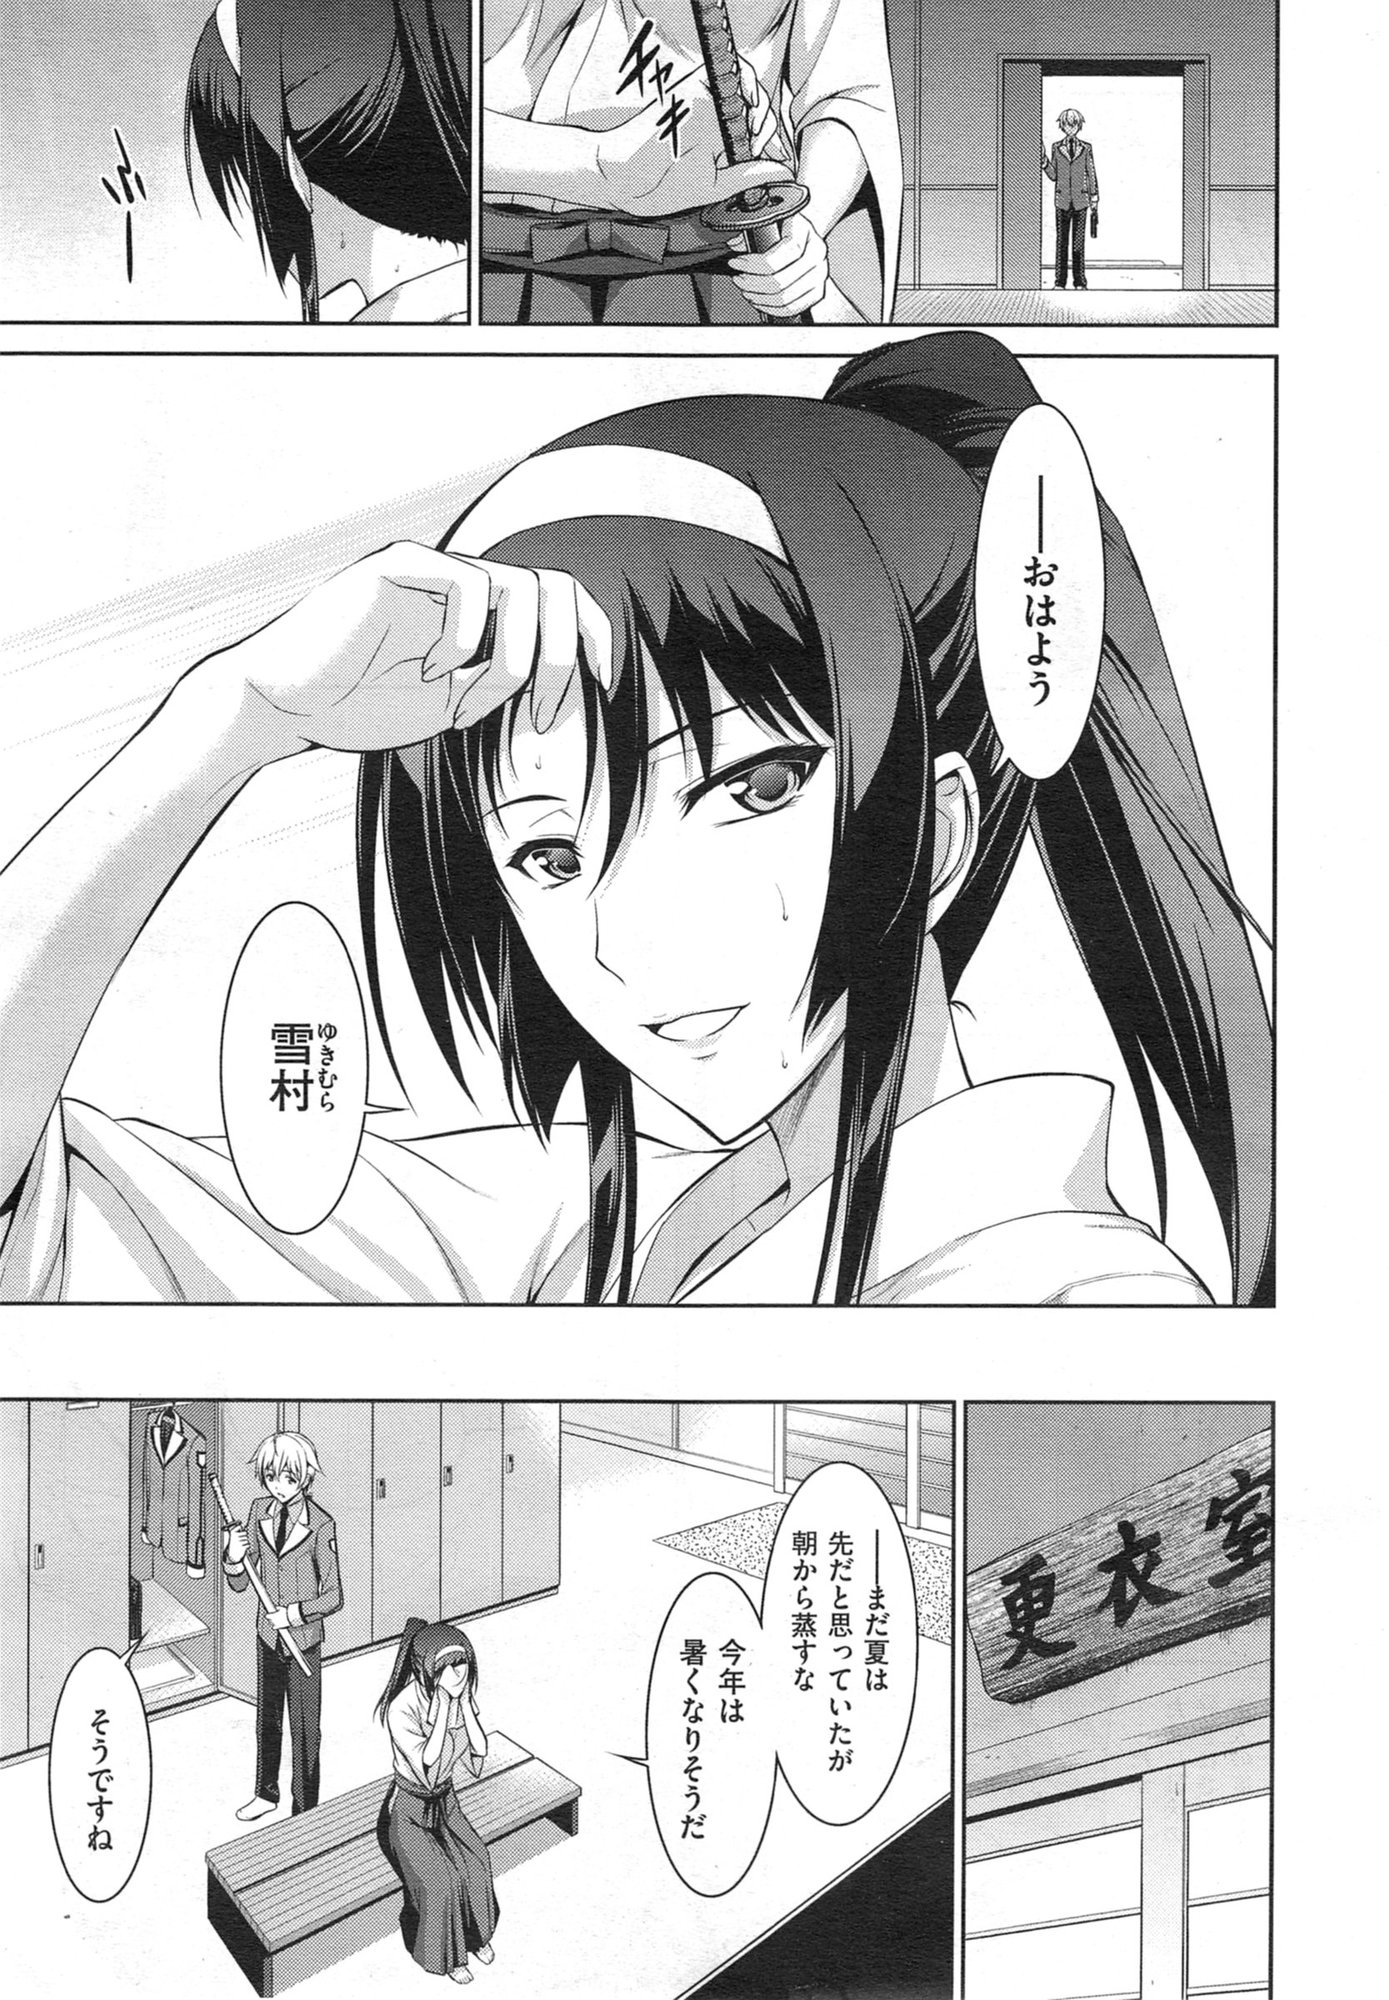 チャキ
おはよう
雪村
ゆきむら
更衣室
――まだ夏は
先だと思っていたが
朝から蒸すな
今年は
暑くなりそうだ
そうですね